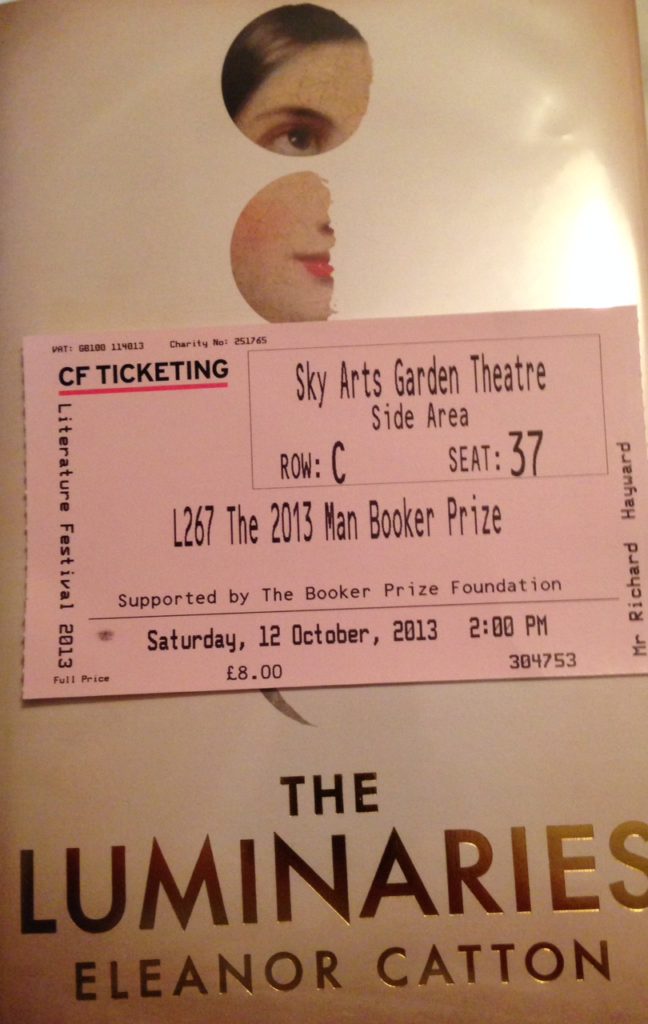 VAT: GB100 114013 Charity No: 251765
CF TICKETING
Literature Festival 2013
Sky Arts Garden Theatre
Side Area
ROW: C SEAT: 37
L267 The 2013 Man Booker Prize
Supported by The Booker Prize Foundation
Saturday, 12 October, 2013 2:00 PM
Full Price £8.00 304753
Mr Richard Hayward
THE
LUMINARIES
ELEANOR CATTON